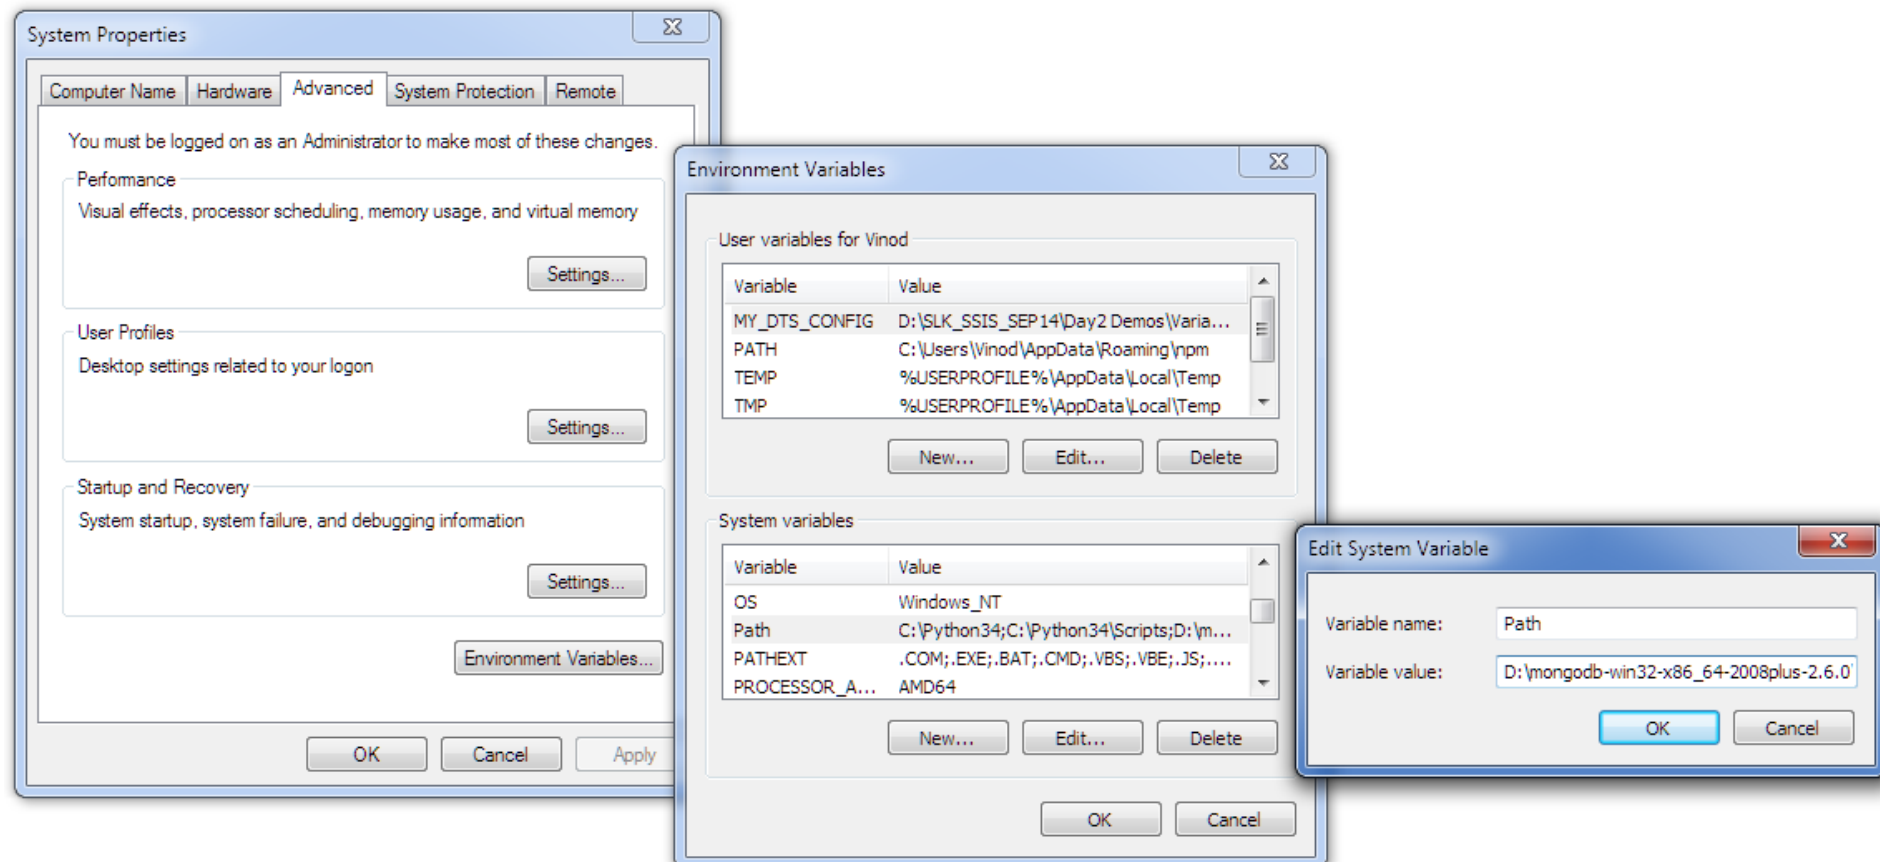 System Properties
Computer Name Hardware Advanced System Protection Remote
You must be logged on as an Administrator to make most of these changes.
Performance
Visual effects, processor scheduling, memory usage, and virtual memory
Settings...
User Profiles
Desktop settings related to your logon
Settings...
Startup and Recovery
System startup, system failure, and debugging information
Settings...
Environment Variables...
OK Cancel Apply
Environment Variables
User variables for Vinod
Variable Value
MY_DTS_CONFIG D:\SLK_SSIS_SEP14\Day2 Demos\Varia...
PATH C:\Users\Vinod\AppData\Roaming\npm
TEMP %USERPROFILE%\AppData\Local\Temp
TMP %USERPROFILE%\AppData\Local\Temp
New... Edit... Delete
System variables
Variable Value
OS Windows_NT
Path C:\Python34;C:\Python34\Scripts;D:\m...
PATHEXT .COM;.EXE;.BAT;.CMD;.VBS;.VBE;.JS;....
PROCESSOR_A... AMD64
New... Edit... Delete
OK Cancel
Edit System Variable
Variable name: Path
Variable value: D:\mongodb-win32-x86_64-2008plus-2.6.0
OK Cancel